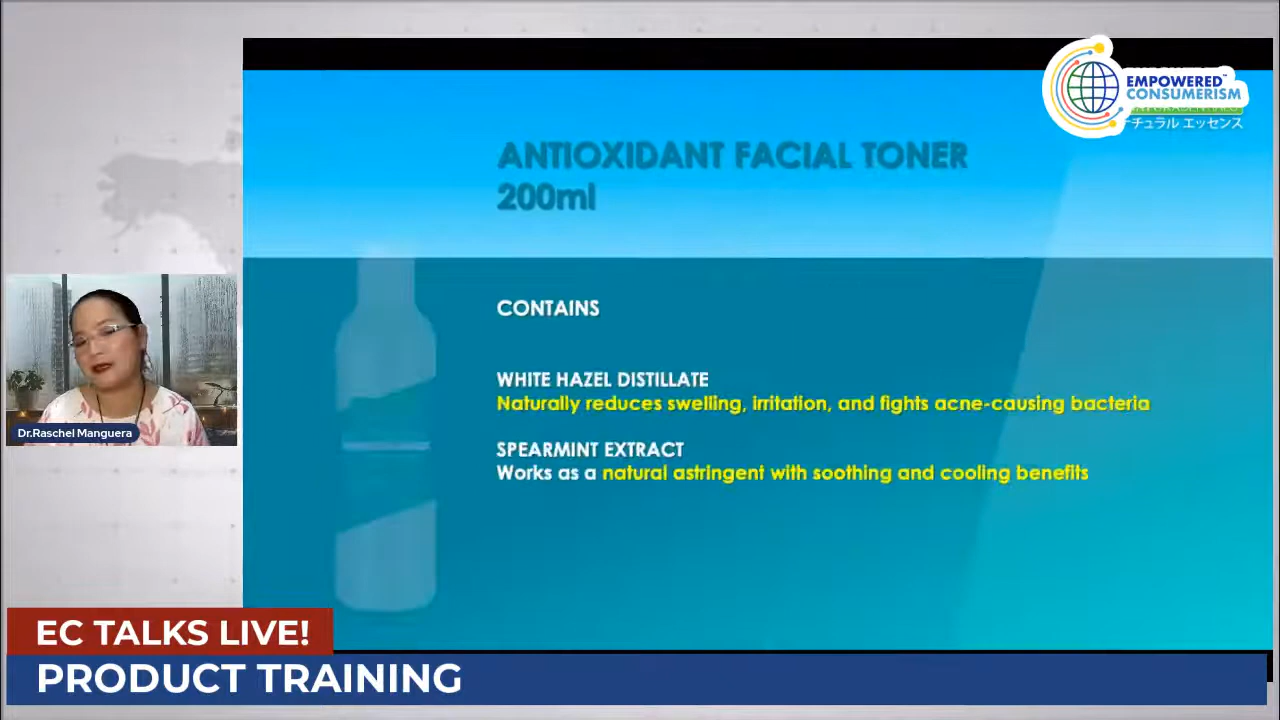 EMPOWERED™
CONSUMERISM
チュラル エッセンス
ANTIOXIDANT FACIAL TONER
200ml
CONTAINS
WHITE HAZEL DISTILLATE
Naturally reduces swelling, irritation, and fights acne-causing bacteria
SPEARMINT EXTRACT
Works as a natural astringent with soothing and cooling benefits
Dr.Raschel Manguera
EC TALKS LIVE!
PRODUCT TRAINING